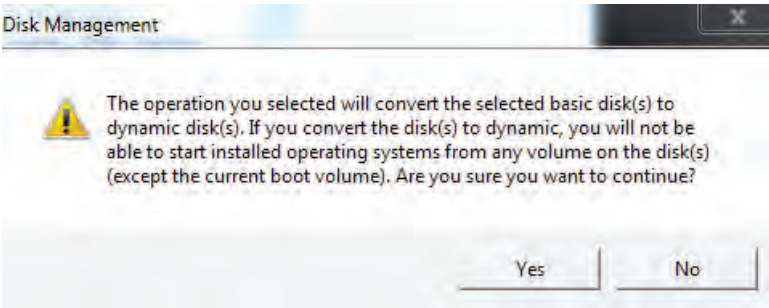 Disk Management
x
The operation you selected will convert the selected basic disk(s) to
dynamic disk(s). If you convert the disk(s) to dynamic, you will not be
able to start installed operating systems from any volume on the disk(s)
(except the current boot volume). Are you sure you want to continue?
Yes No